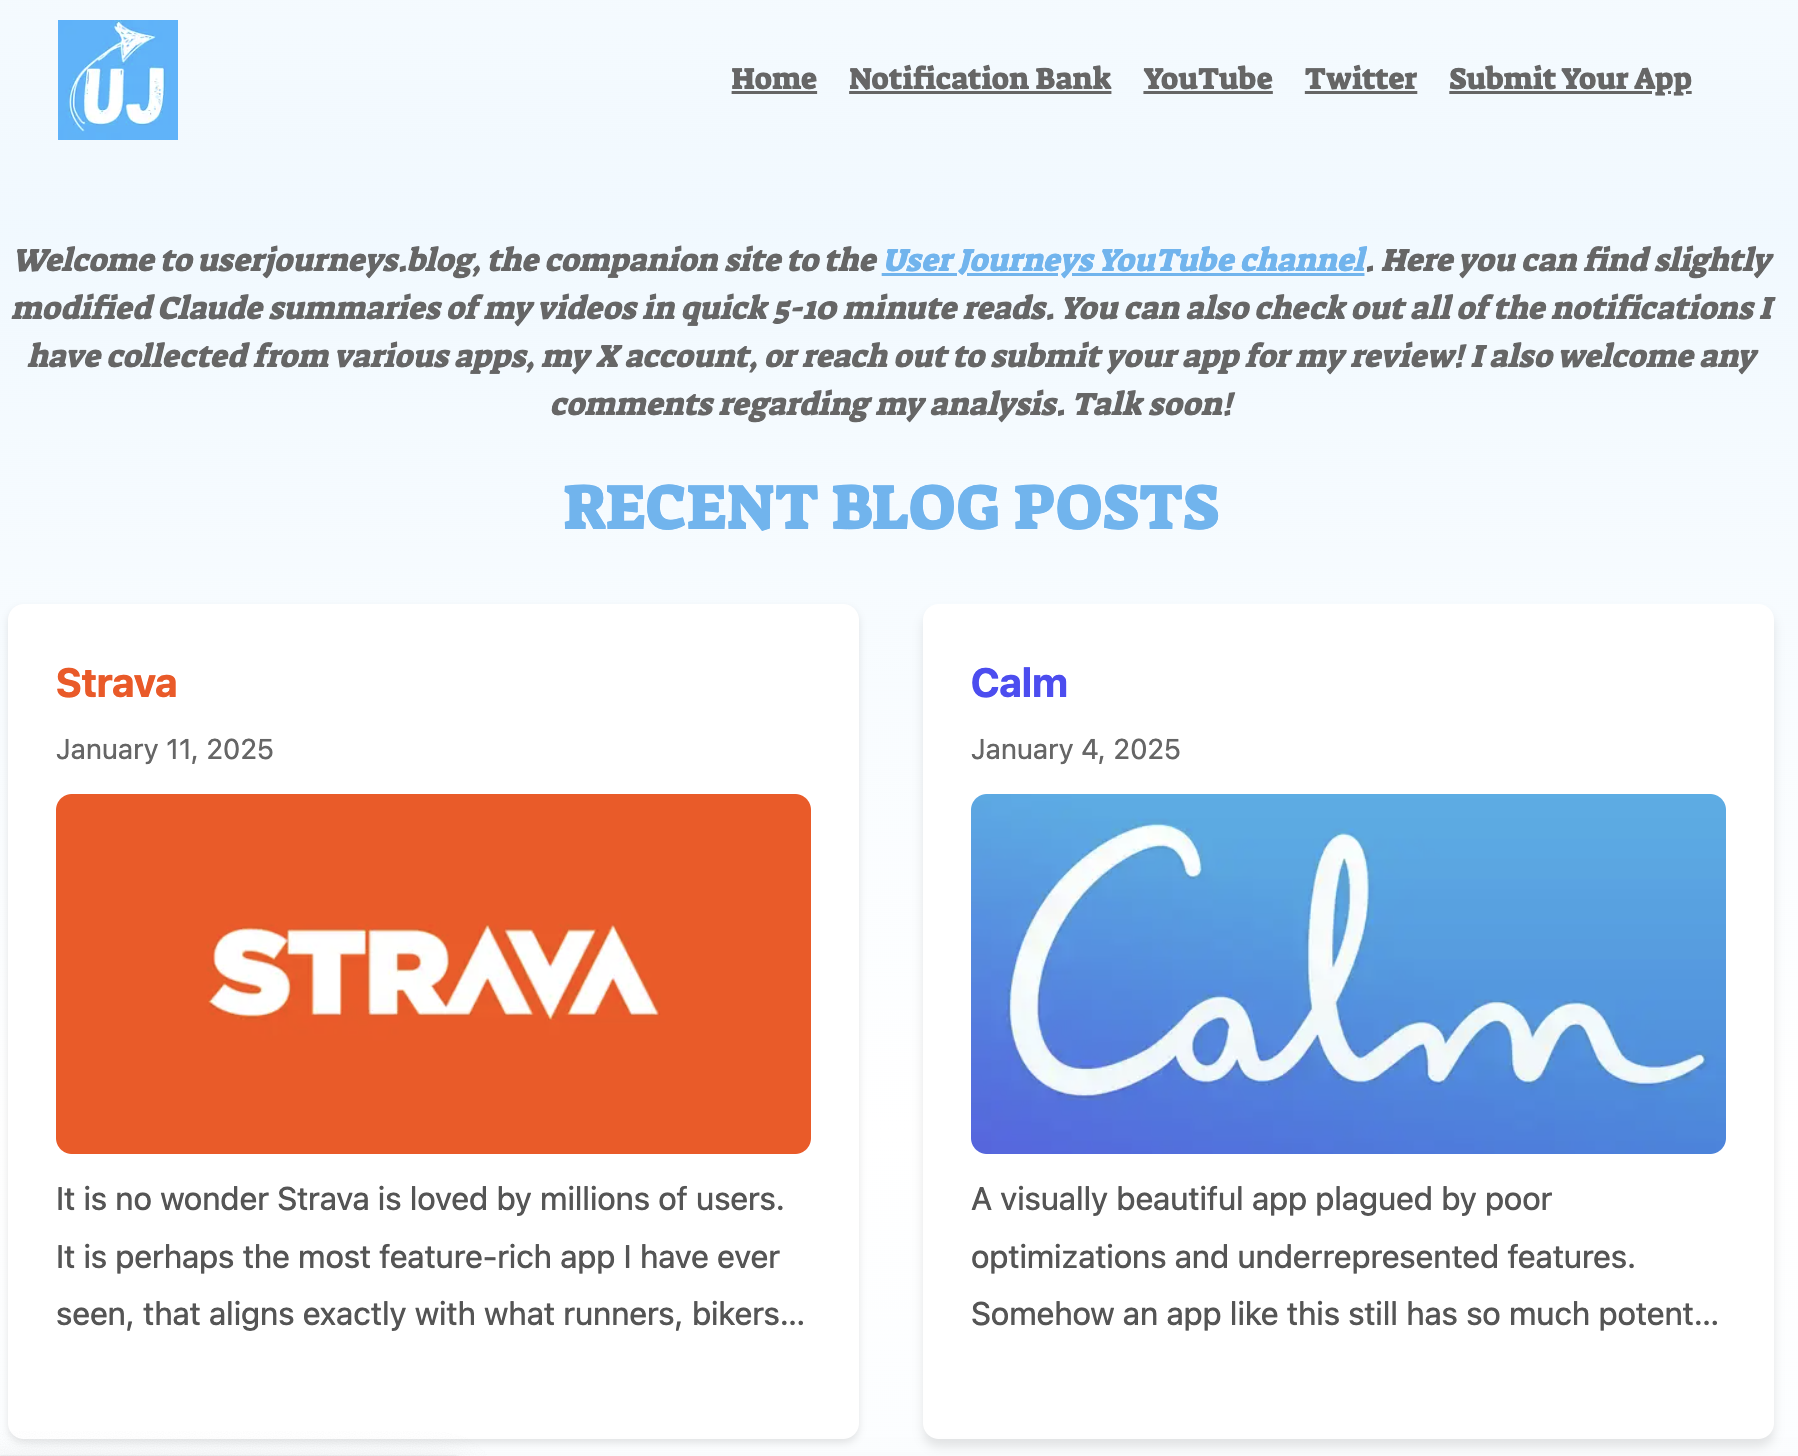 UJ
Home Notification Bank YouTube Twitter Submit Your App
Welcome to userjourneys.blog, the companion site to the User Journeys YouTube channel. Here you can find slightly
modified Claude summaries of my videos in quick 5-10 minute reads. You can also check out all of the notifications I
have collected from various apps, my X account, or reach out to submit your app for my review! I also welcome any
comments regarding my analysis. Talk soon!
RECENT BLOG POSTS
Strava
January 11, 2025
STRAVA
It is no wonder Strava is loved by millions of users.
It is perhaps the most feature-rich app I have ever
seen, that aligns exactly with what runners, bikers...
Calm
January 4, 2025
Calm
A visually beautiful app plagued by poor
optimizations and underrepresented features.
Somehow an app like this still has so much potent...